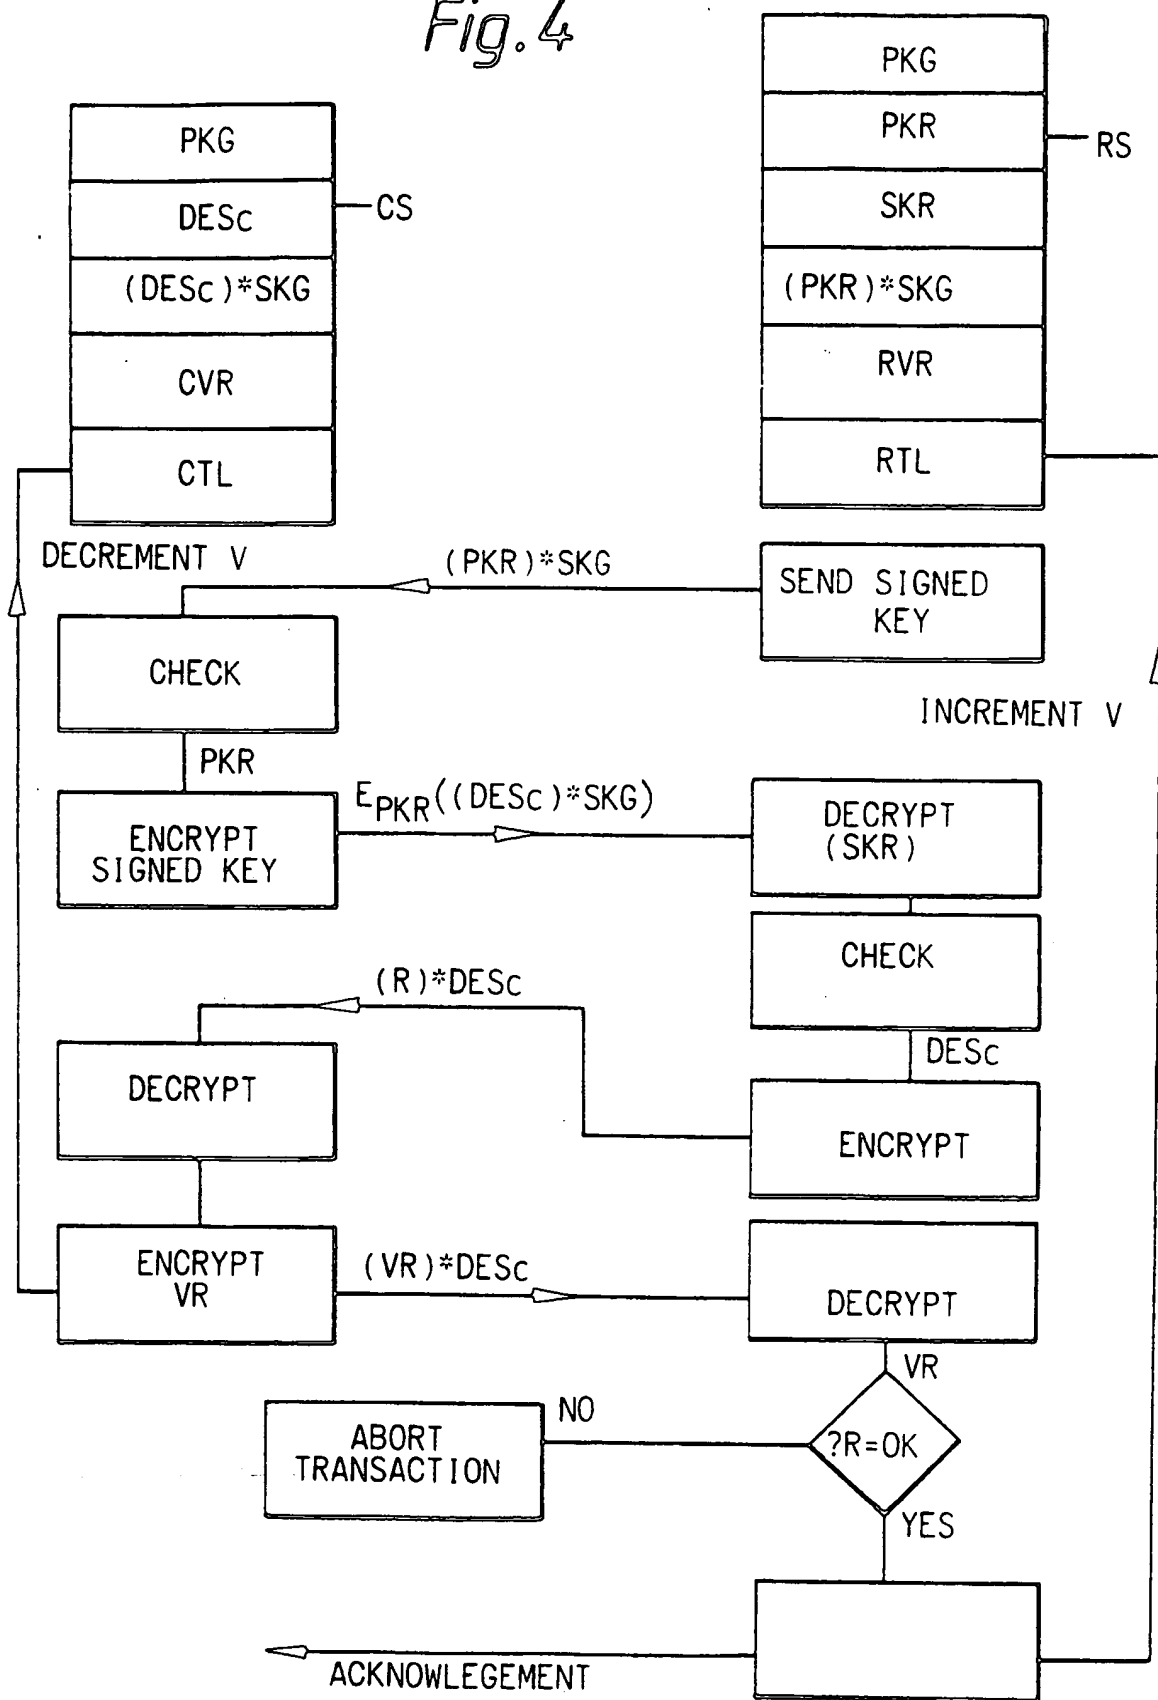 Fig. 4
PKG
DESc
CS
(DESc)*SKG
CVR
CTL
PKG
PKR
RS
SKR
(PKR)*SKG
RVR
RTL
DECREMENT V
(PKR)*SKG
SEND SIGNED
KEY
CHECK
INCREMENT V
PKR
ENCRYPT
SIGNED KEY
EPKR((DESc)*SKG)
DECRYPT
(SKR)
CHECK
(R)*DESc
DESc
DECRYPT
ENCRYPT
ENCRYPT
VR
(VR)*DESc
DECRYPT
VR
NO
ABORT
TRANSACTION
?R=OK
YES
ACKNOWLEGEMENT